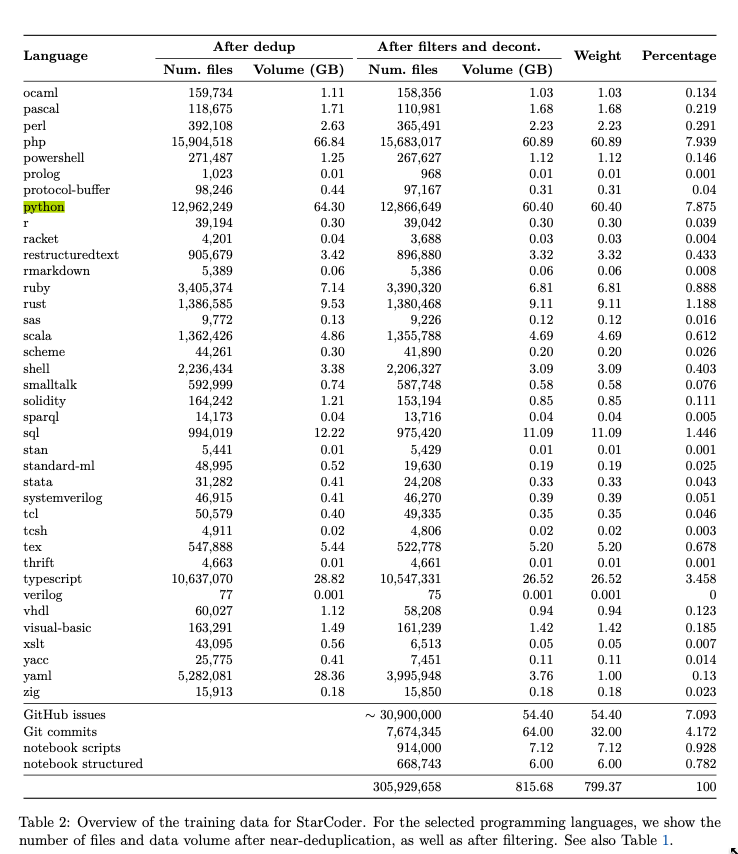 Language After dedup After filters and decont. Weight Percentage
Num. files Volume (GB) Num. files Volume (GB)
ocaml 159,734 1.11 158,356 1.03 1.03 0.134
pascal 118,675 1.71 110,981 1.68 1.68 0.219
perl 392,108 2.63 365,491 2.23 2.23 0.291
php 15,904,518 66.84 15,683,017 60.89 60.89 7.939
powershell 271,487 1.25 267,627 1.12 1.12 0.146
prolog 1,023 0.01 968 0.01 0.01 0.001
protocol-buffer 98,246 0.44 97,167 0.31 0.31 0.04
python 12,962,249 64.30 12,866,649 60.40 60.40 7.875
r 39,194 0.30 39,042 0.30 0.30 0.039
racket 4,201 0.04 3,688 0.03 0.03 0.004
restructuredtext 905,679 3.42 896,880 3.32 3.32 0.433
rmarkdown 5,389 0.06 5,386 0.06 0.06 0.008
ruby 3,405,374 7.14 3,390,320 6.81 6.81 0.888
rust 1,386,585 9.53 1,380,468 9.11 9.11 1.188
sas 9,772 0.13 9,226 0.12 0.12 0.016
scala 1,362,426 4.86 1,355,788 4.69 4.69 0.612
scheme 44,261 0.30 41,890 0.20 0.20 0.026
shell 2,236,434 3.38 2,206,327 3.09 3.09 0.403
smalltalk 592,999 0.74 587,748 0.58 0.58 0.076
solidity 164,242 1.21 153,194 0.85 0.85 0.111
sparql 14,173 0.04 13,716 0.04 0.04 0.005
sql 994,019 12.22 975,420 11.09 11.09 1.446
stan 5,441 0.01 5,429 0.01 0.01 0.001
standard-ml 48,995 0.52 19,630 0.19 0.19 0.025
stata 31,282 0.41 24,208 0.33 0.33 0.043
systemverilog 46,915 0.41 46,270 0.39 0.39 0.051
tcl 50,579 0.40 49,335 0.35 0.35 0.046
tcsh 4,911 0.02 4,806 0.02 0.02 0.003
tex 547,888 5.44 522,778 5.20 5.20 0.678
thrift 4,663 0.01 4,661 0.01 0.01 0.001
typescript 10,637,070 28.82 10,547,331 26.52 26.52 3.458
verilog 77 0.001 75 0.001 0.001 0
vhdl 60,027 1.12 58,208 0.94 0.94 0.123
visual-basic 163,291 1.49 161,239 1.42 1.42 0.185
xslt 43,095 0.56 6,513 0.05 0.05 0.007
yacc 25,775 0.41 7,451 0.11 0.11 0.014
yaml 5,282,081 28.36 3,995,948 3.76 1.00 0.13
zig 15,913 0.18 15,850 0.18 0.18 0.023
GitHub issues ∼ 30,900,000 54.40 54.40 7.093
Git commits 7,674,345 64.00 32.00 4.172
notebook scripts 914,000 7.12 7.12 0.928
notebook structured 668,743 6.00 6.00 0.782
305,929,658 815.68 799.37 100
Table 2: Overview of the training data for StarCoder. For the selected programming languages, we show the
number of files and data volume after near-deduplication, as well as after filtering. See also Table 1.